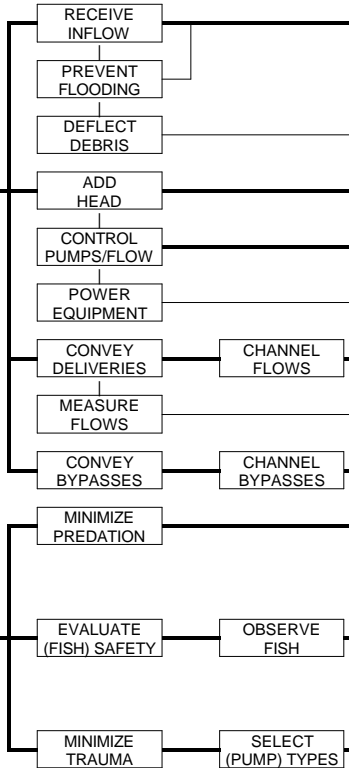 RECEIVE
INFLOW
PREVENT
FLOODING
DEFLECT
DEBRIS
ADD
HEAD
CONTROL
PUMPS/FLOW
POWER
EQUIPMENT
CONVEY
DELIVERIES
CHANNEL
FLOWS
MEASURE
FLOWS
CONVEY
BYPASSES
CHANNEL
BYPASSES
MINIMIZE
PREDATION
EVALUATE
(FISH) SAFETY
OBSERVE
FISH
MINIMIZE
TRAUMA
SELECT
(PUMP) TYPES